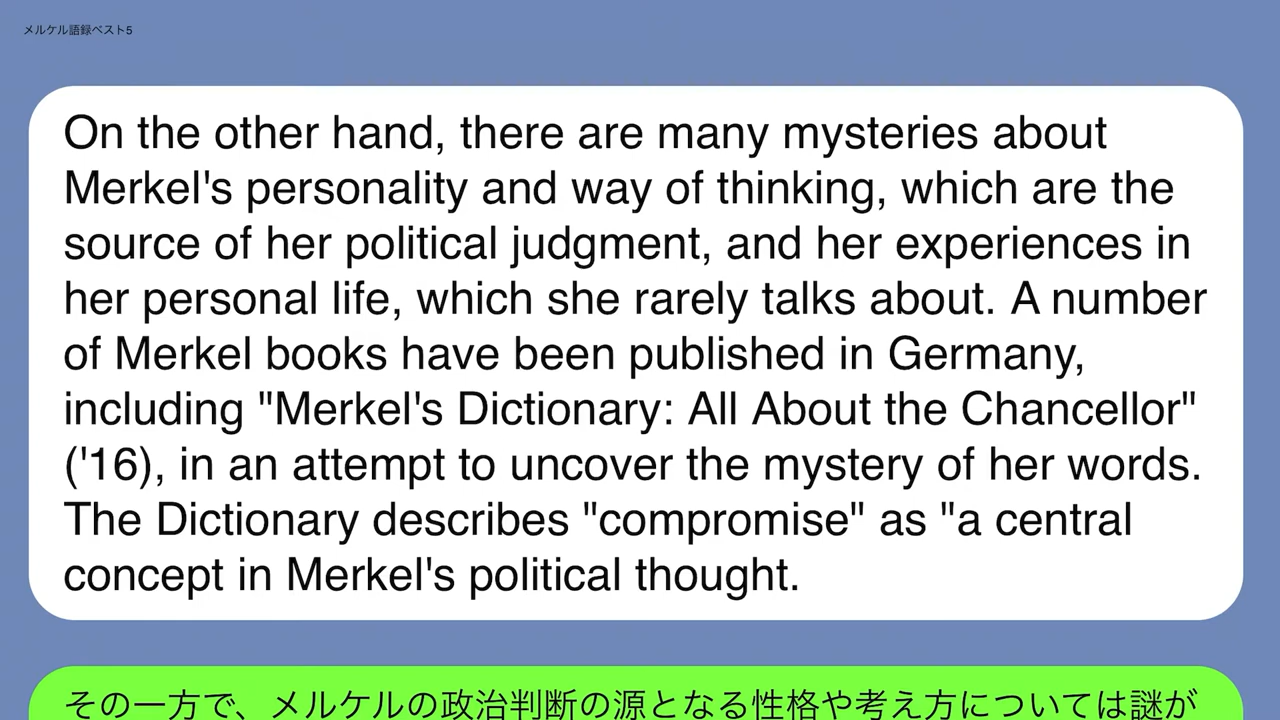 メルケル語録ベスト5
On the other hand, there are many mysteries about
Merkel's personality and way of thinking, which are the
source of her political judgment, and her experiences in
her personal life, which she rarely talks about. A number
of Merkel books have been published in Germany,
including "Merkel's Dictionary: All About the Chancellor"
('16), in an attempt to uncover the mystery of her words.
The Dictionary describes "compromise" as "a central
concept in Merkel's political thought.
その一方で、メルケルの政治判断の源となる性格や考え方については謎が